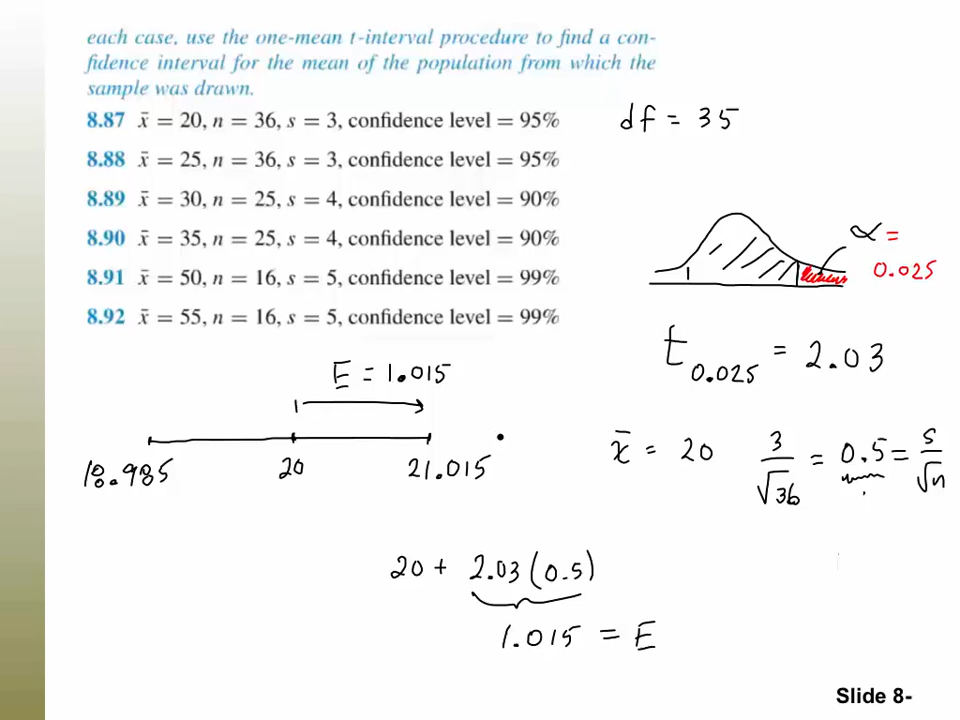 each case, use the one-mean t-interval procedure to find a con-
fidence interval for the mean of the population from which the
sample was drawn.
8.87 x̄ = 20, n = 36, s = 3, confidence level = 95%
df = 35
8.88 x̄ = 25, n = 36, s = 3, confidence level = 95%
8.89 x̄ = 30, n = 25, s = 4, confidence level = 90%
8.90 x̄ = 35, n = 25, s = 4, confidence level = 90%
α =
0.025
8.91 x̄ = 50, n = 16, s = 5, confidence level = 99%
8.92 x̄ = 55, n = 16, s = 5, confidence level = 99%
t0.025 = 2.03
E = 1.015
18.985 20 21.015
x̄ = 20 3/√36 = 0.5 = s/√n
20 + 2.03(0.5)
1.015 = E
Slide 8-